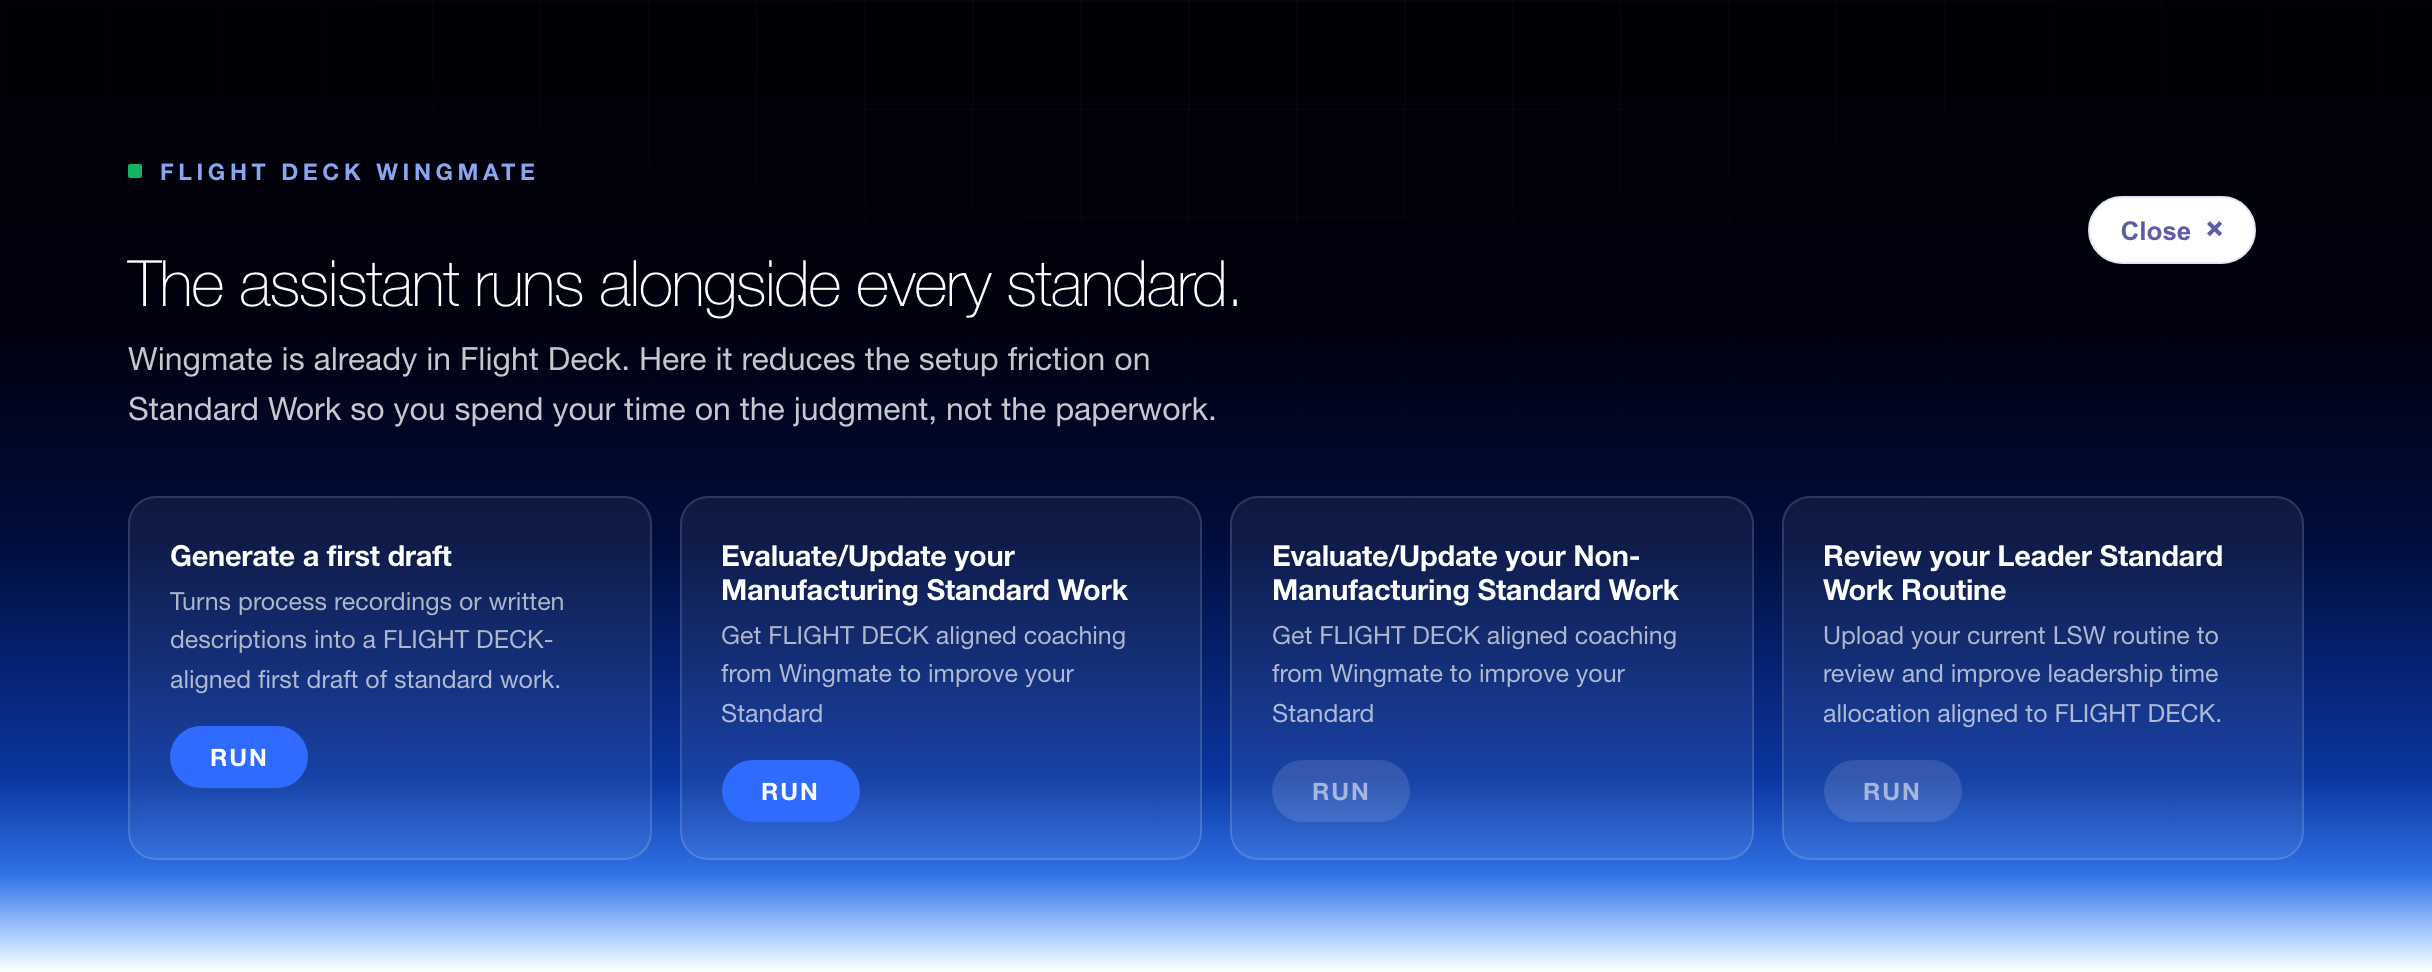 FLIGHT DECK WINGMATE
Close ×
The assistant runs alongside every standard.
Wingmate is already in Flight Deck. Here it reduces the setup friction on
Standard Work so you spend your time on the judgment, not the paperwork.
Generate a first draft
Turns process recordings or written
descriptions into a FLIGHT DECK-
aligned first draft of standard work.
RUN
Evaluate/Update your
Manufacturing Standard Work
Get FLIGHT DECK aligned coaching
from Wingmate to improve your
Standard
RUN
Evaluate/Update your Non-
Manufacturing Standard Work
Get FLIGHT DECK aligned coaching
from Wingmate to improve your
Standard
RUN
Review your Leader Standard
Work Routine
Upload your current LSW routine to
review and improve leadership time
allocation aligned to FLIGHT DECK.
RUN